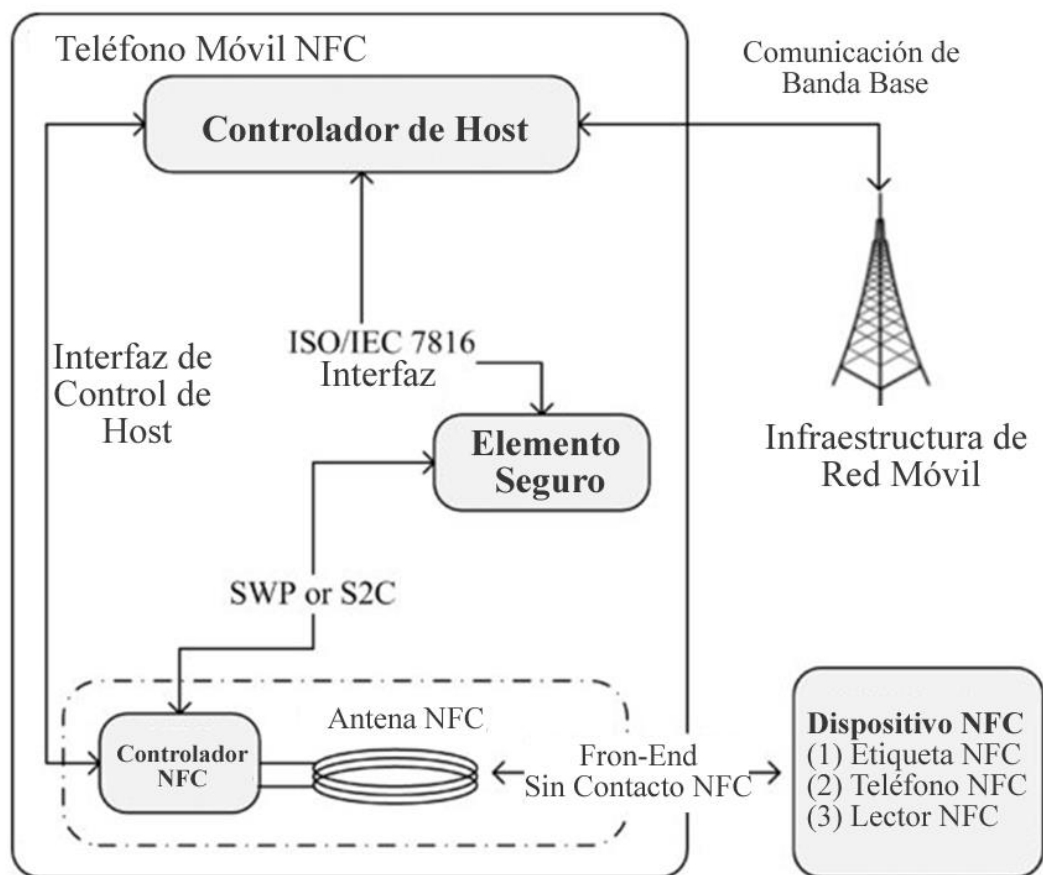 Teléfono Móvil NFC
Comunicación de
Banda Base
Controlador de Host
ISO/IEC 7816
Interfaz
Interfaz de
Control de
Host
Elemento
Seguro
Infraestructura de
Red Móvil
SWP or S2C
Antena NFC
Controlador
NFC
Fron-End
Sin Contacto NFC
Dispositivo NFC
(1) Etiqueta NFC
(2) Teléfono NFC
(3) Lector NFC